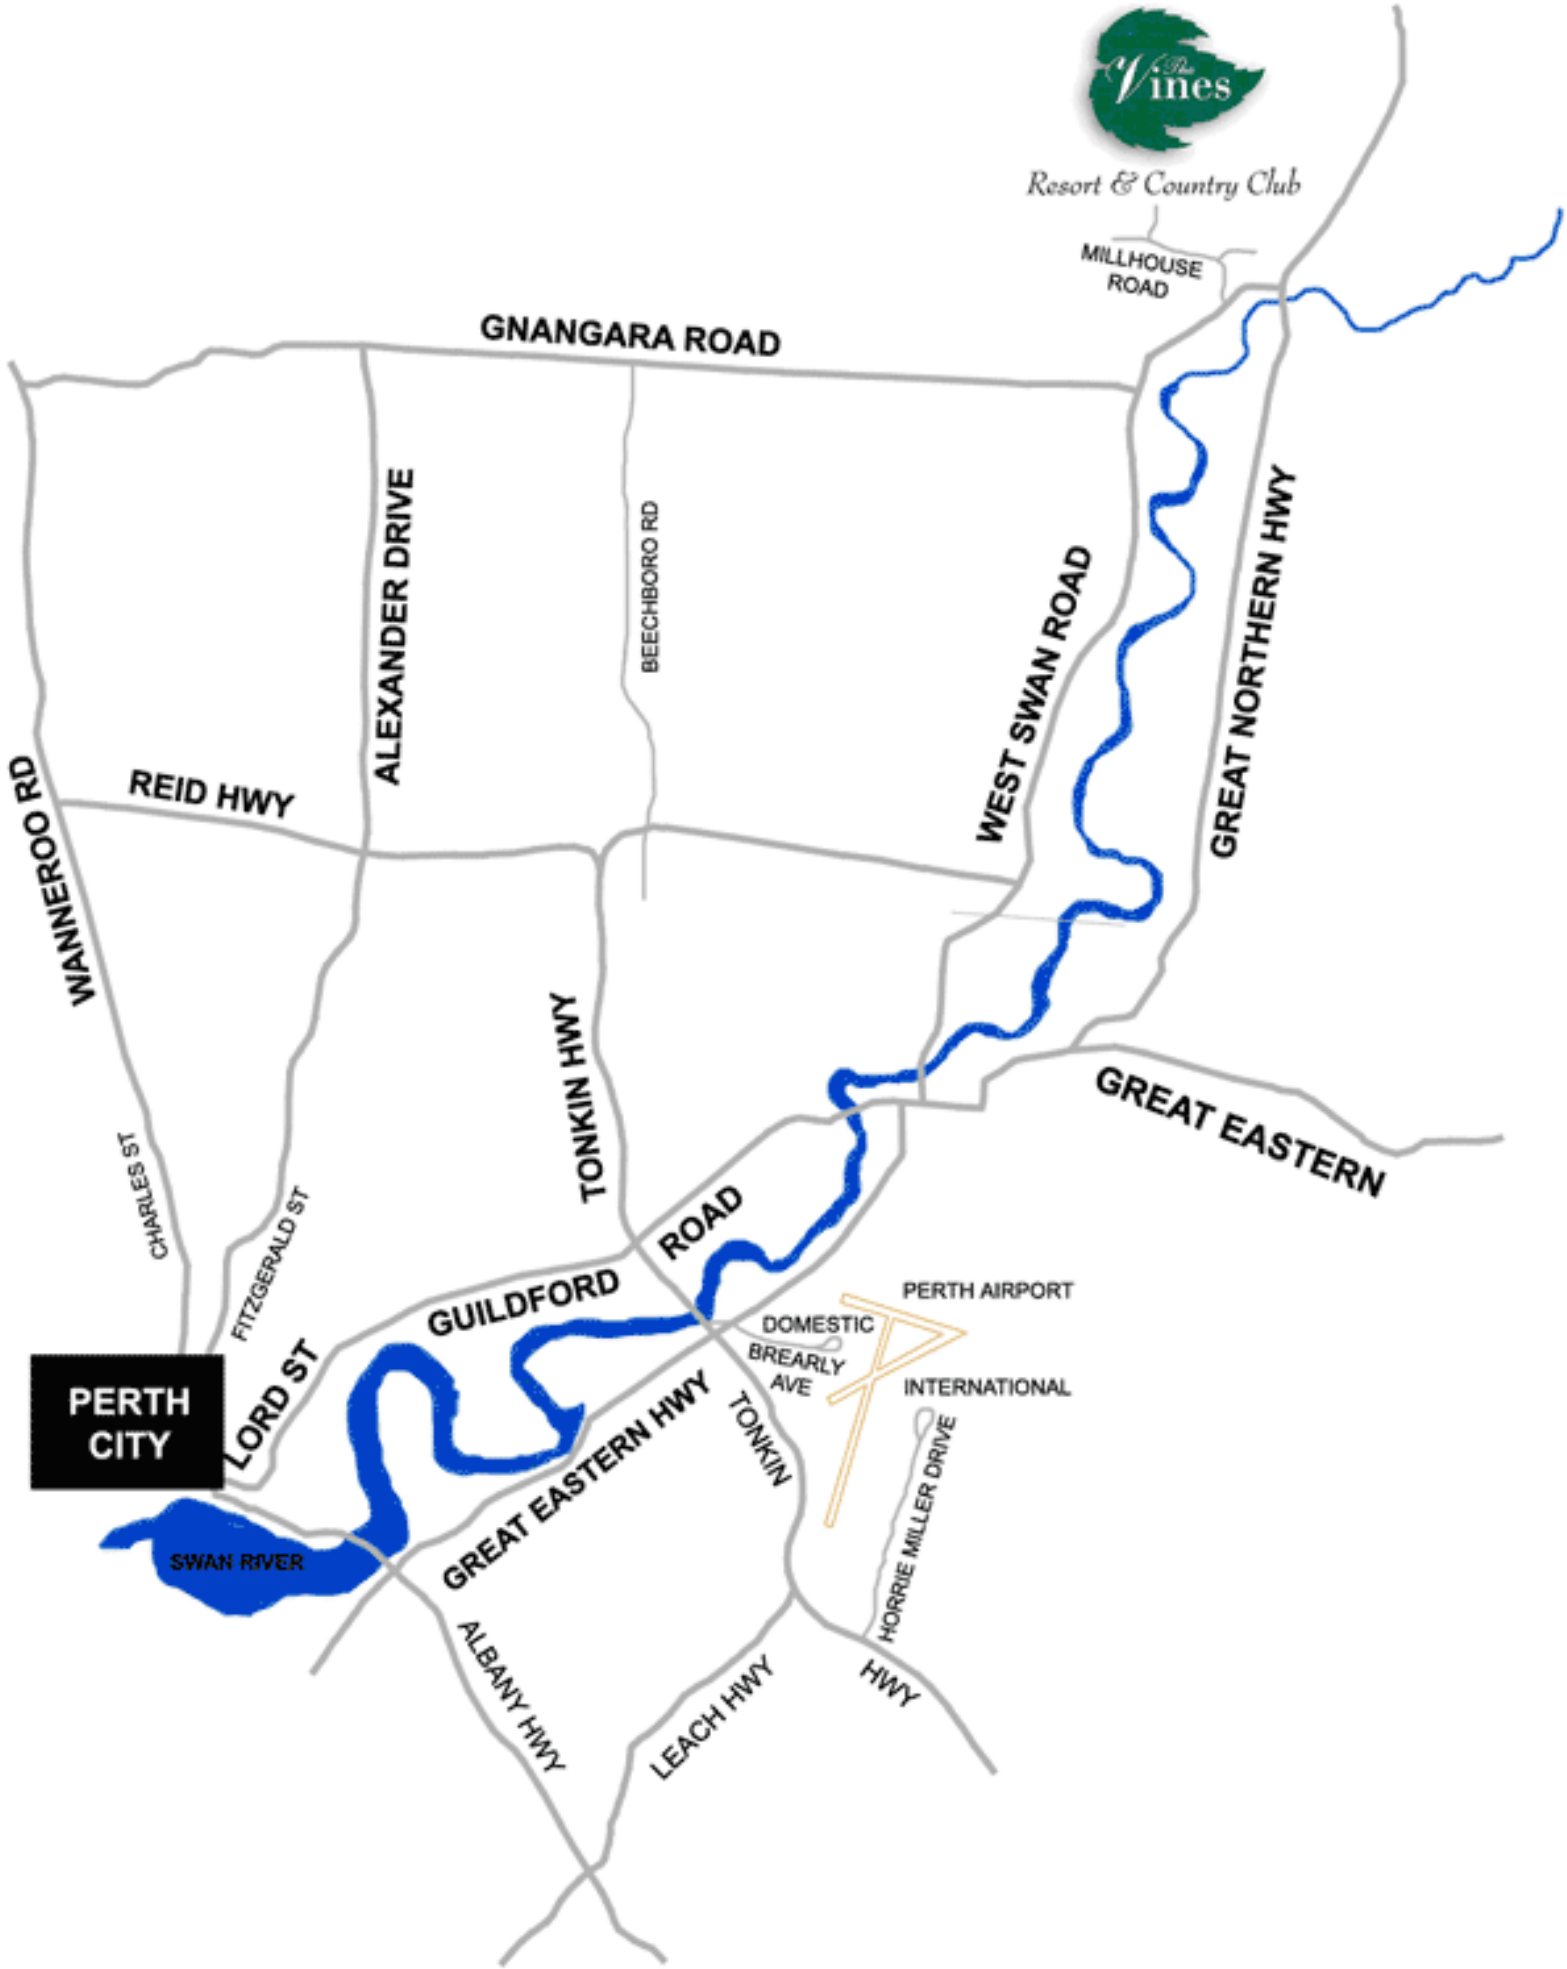 The
Vines
Resort & Country Club
MILLHOUSE
ROAD
GNANGARA ROAD
ALEXANDER DRIVE
BEECHBORO RD
WEST SWAN ROAD
GREAT NORTHERN HWY
REID HWY
WANNEROO RD
TONKIN HWY
GREAT EASTERN
CHARLES ST
FITZGERALD ST
GUILDFORD
ROAD
LORD ST
PERTH
CITY
PERTH AIRPORT
DOMESTIC
BREARLY
AVE
INTERNATIONAL
GREAT EASTERN HWY
TONKIN
HWY
HORRIE MILLER DRIVE
SWAN RIVER
ALBANY HWY
LEACH HWY